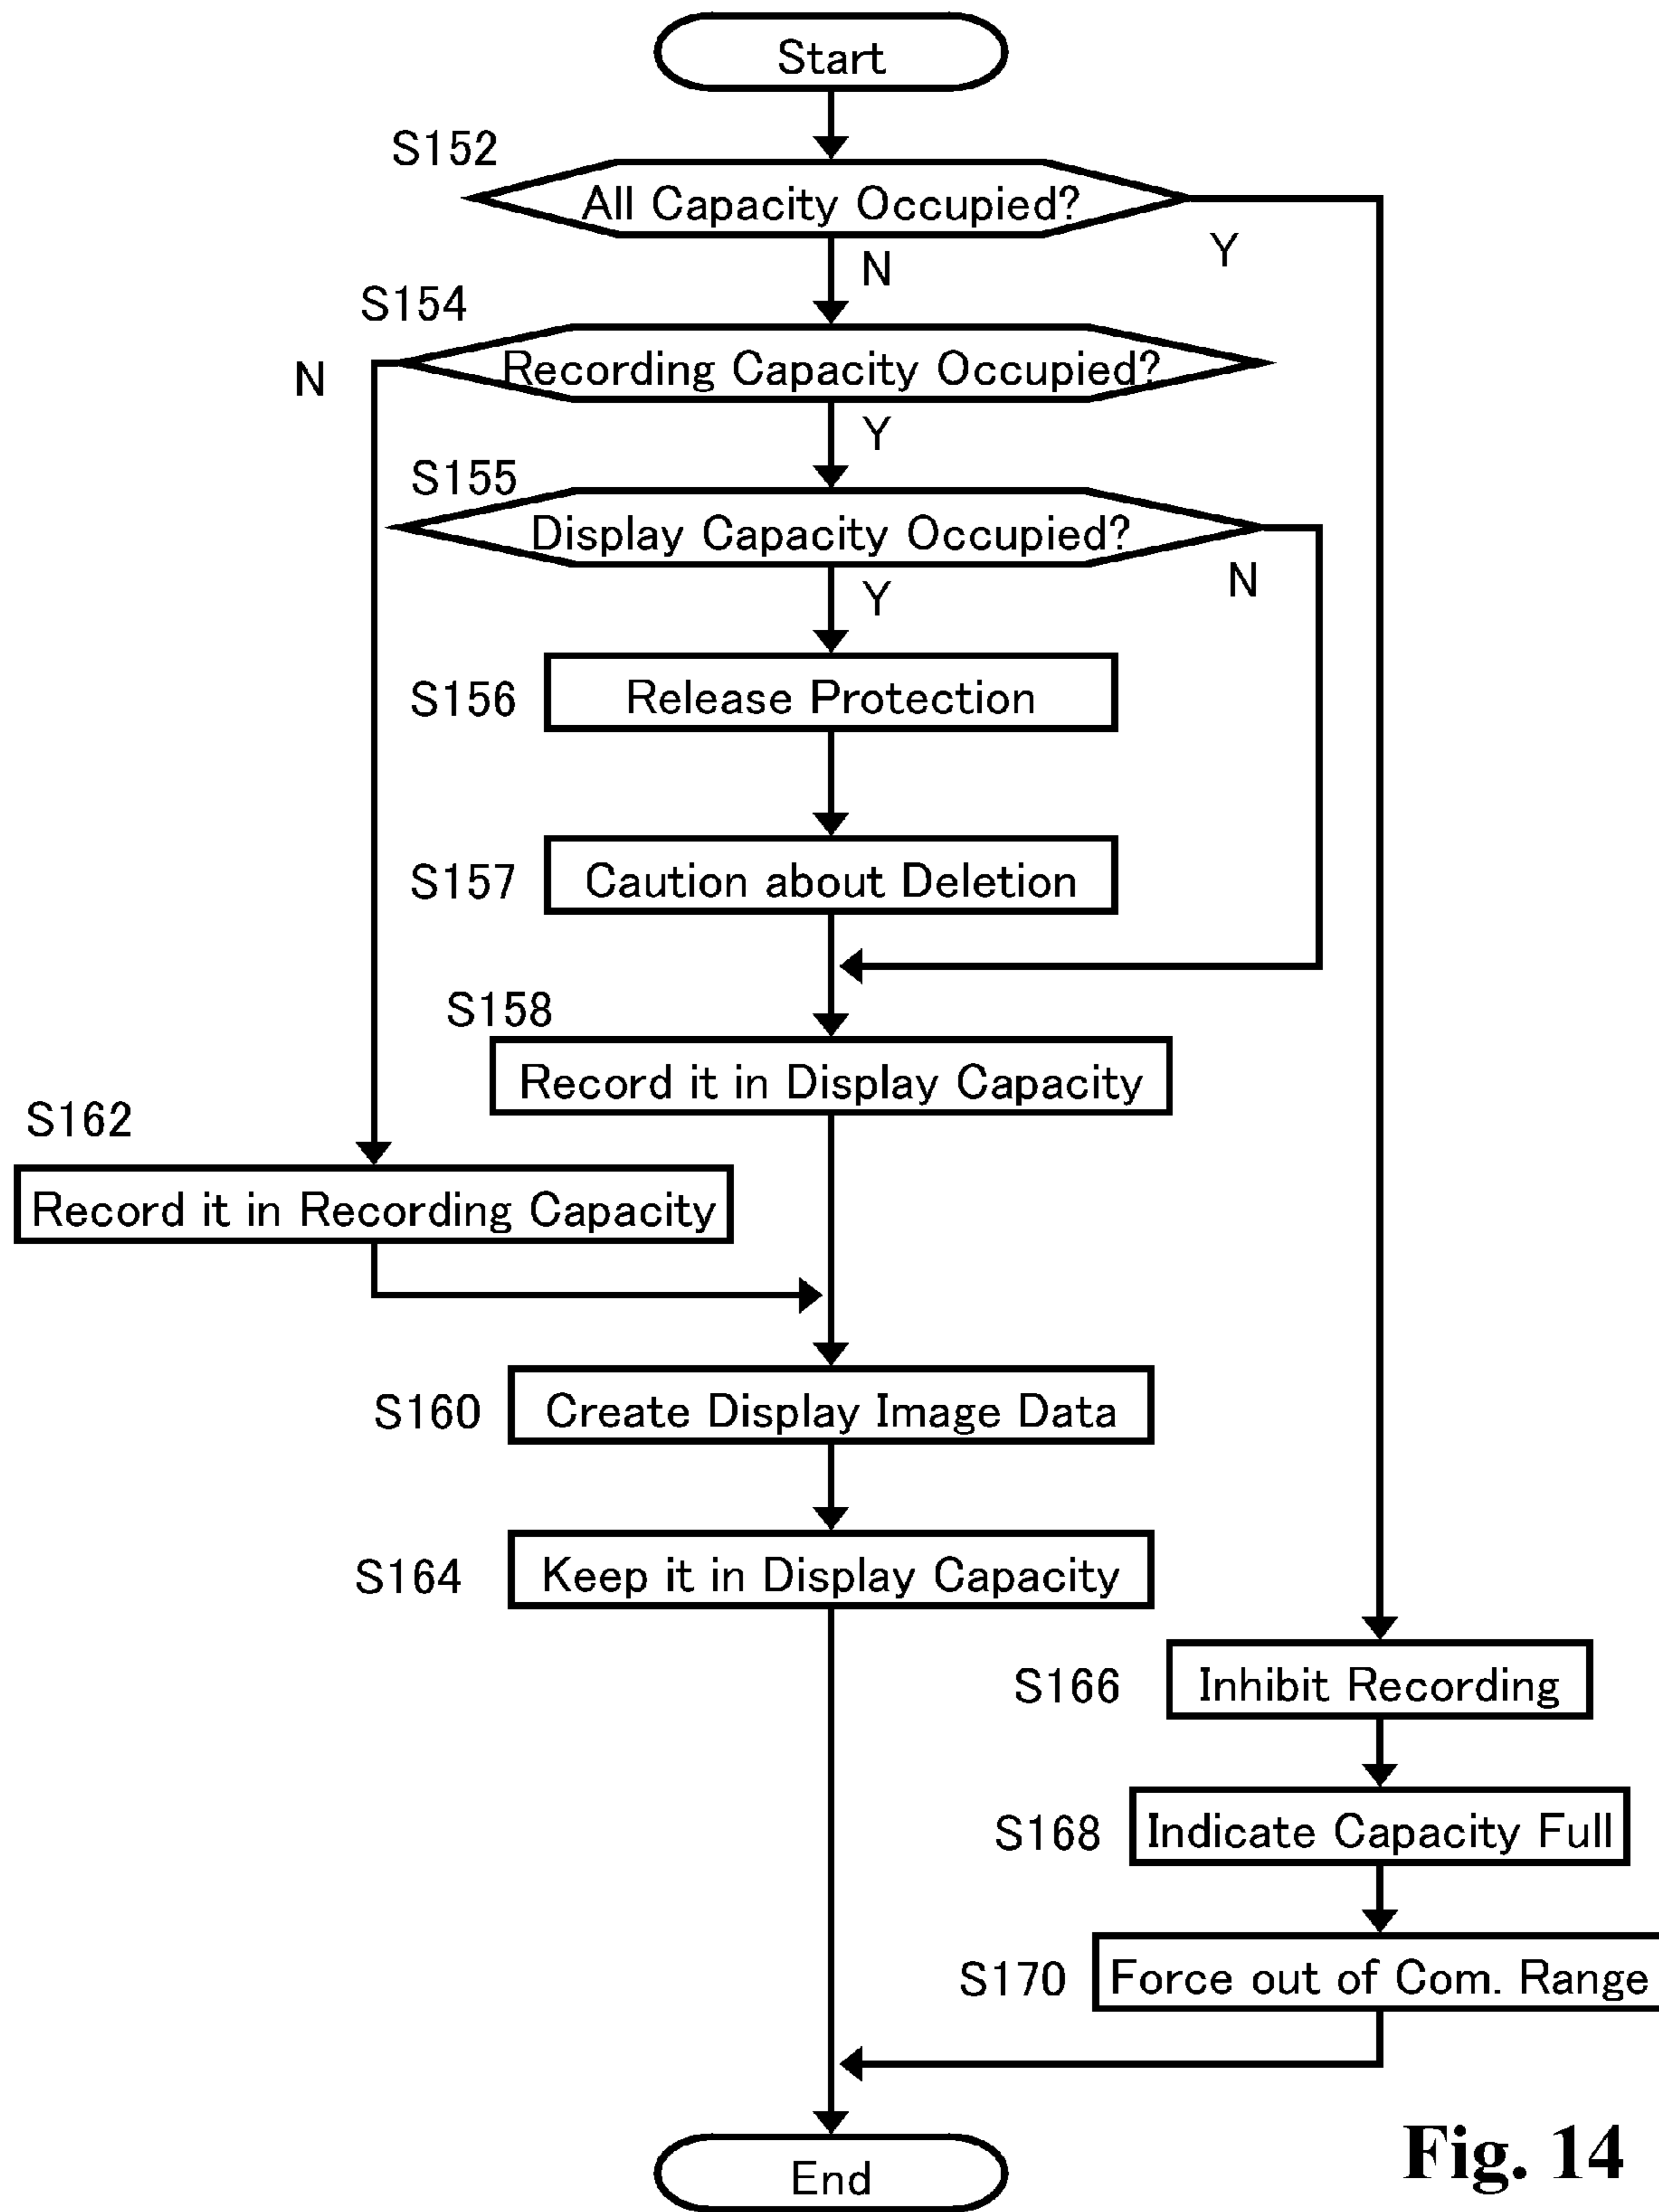 Start
S152
All Capacity Occupied?
Y
N
S154
Recording Capacity Occupied?
N
Y
S155
Display Capacity Occupied?
Y
N
S156
Release Protection
S157
Caution about Deletion
S158
Record it in Display Capacity
S162
Record it in Recording Capacity
S160
Create Display Image Data
S164
Keep it in Display Capacity
S166
Inhibit Recording
S168
Indicate Capacity Full
S170
Force out of Com. Range
End
Fig. 14